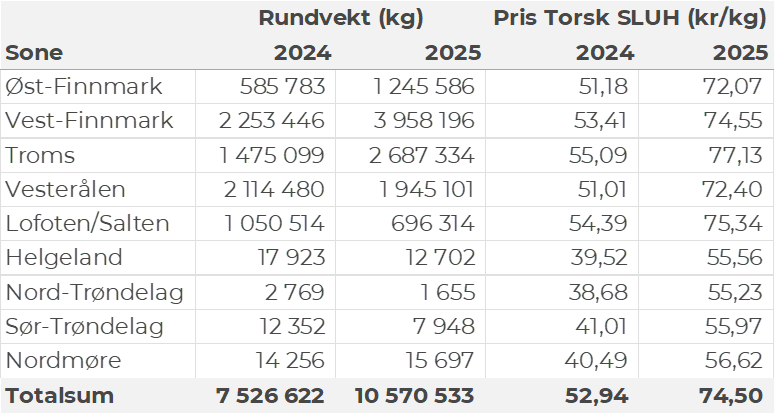 Rundvekt (kg) Pris Torsk SLUH (kr/kg)
Sone 2024 2025 2024 2025
Øst-Finnmark 585 783 1 245 586 51,18 72,07
Vest-Finnmark 2 253 446 3 958 196 53,41 74,55
Troms 1 475 099 2 687 334 55,09 77,13
Vesterålen 2 114 480 1 945 101 51,01 72,40
Lofoten/Salten 1 050 514 696 314 54,39 75,34
Helgeland 17 923 12 702 39,52 55,56
Nord-Trøndelag 2 769 1 655 38,68 55,23
Sør-Trøndelag 12 352 7 948 41,01 55,97
Nordmøre 14 256 15 697 40,49 56,62
Totalsum 7 526 622 10 570 533 52,94 74,50